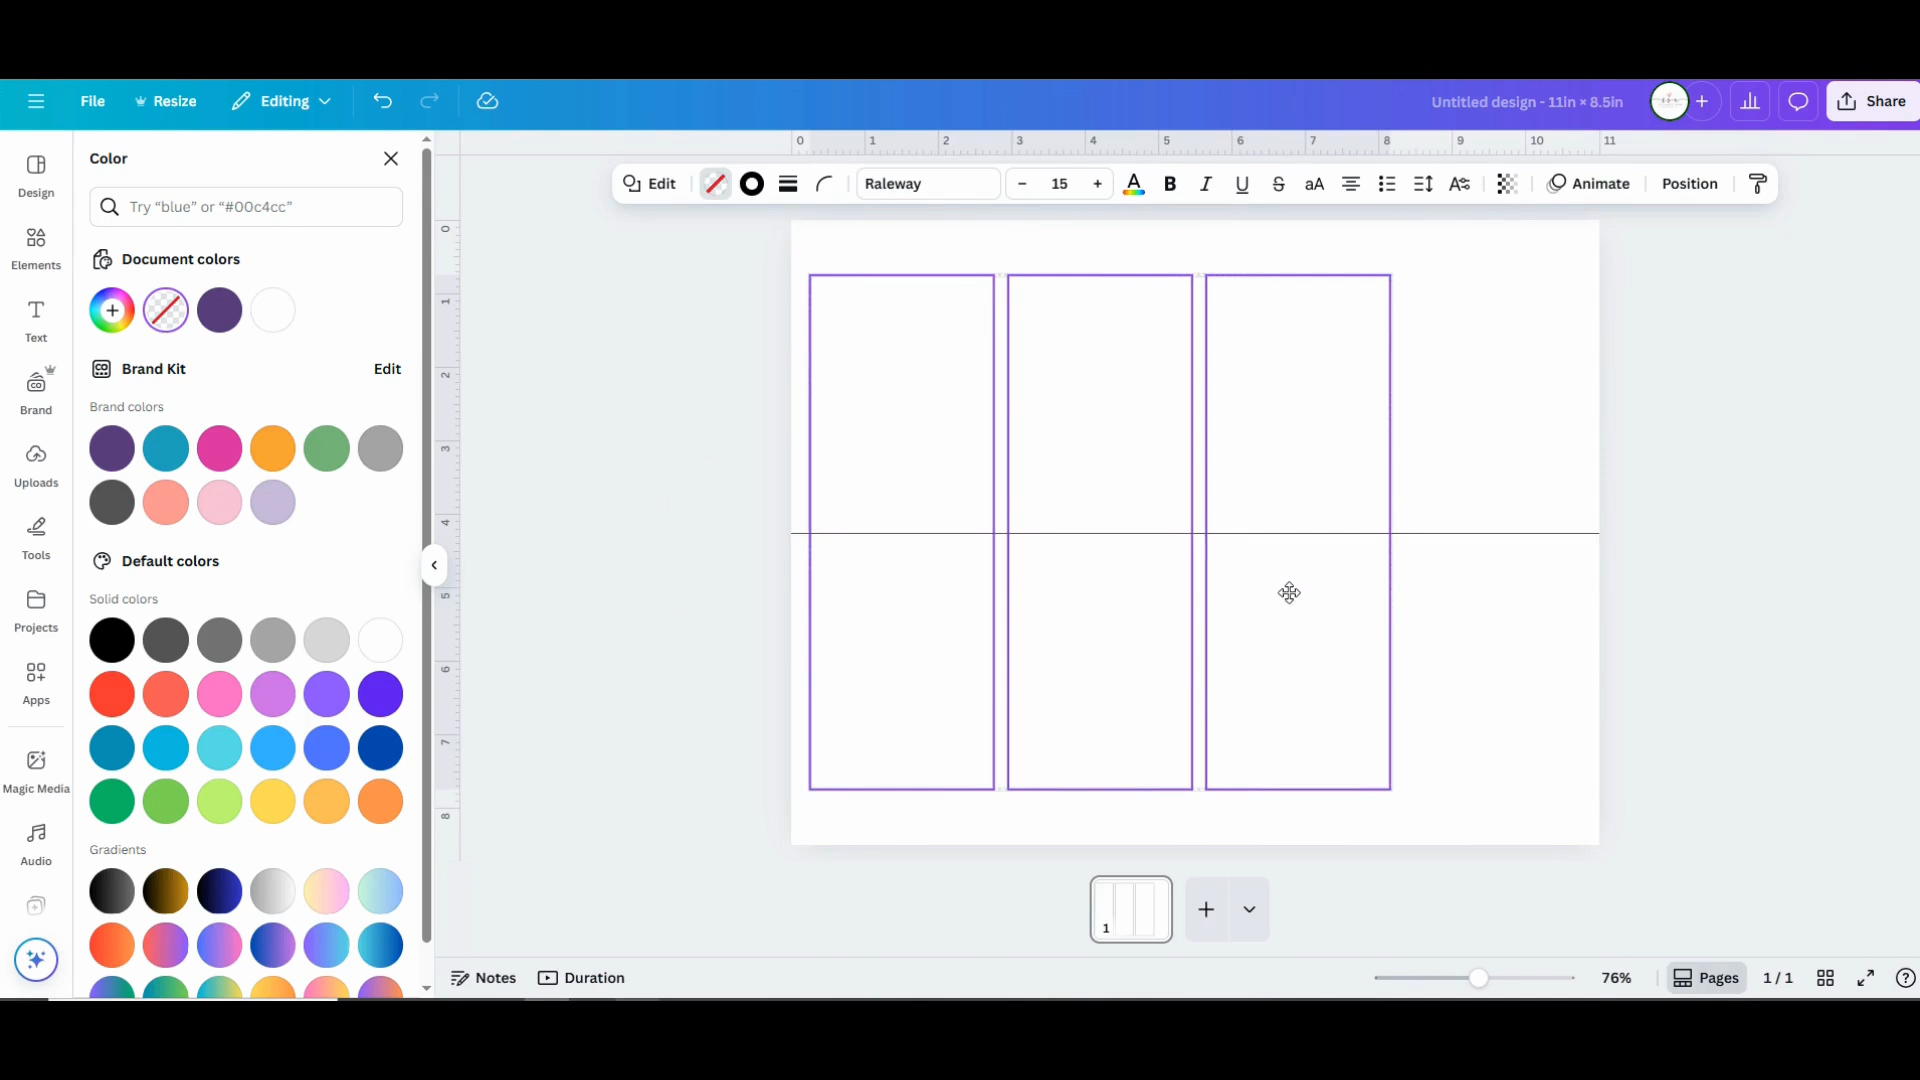 File
Resize
Editing
Untitled design - 11in × 8.5in
Share
Design
Elements
Text
Brand
Uploads
Tools
Projects
Apps
Magic Media
Audio
Color
Try “blue” or “#00c4cc”
Document colors
Brand Kit
Edit
Brand colors
Default colors
Solid colors
Gradients
0 1 2 3 4 5 6 7 8 9 10 11
Edit
Raleway
– 15 +
A B I U S aA
Animate
Position
0
1
2
3
4
5
6
7
8
1
Notes
Duration
76%
Pages
1 / 1